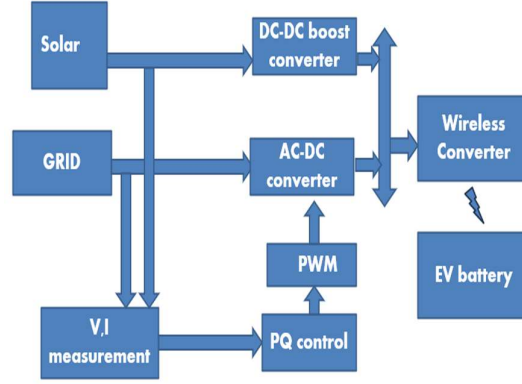 Solar
DC-DC boost
converter
Wireless
Converter
GRID
AC-DC
converter
PWM
EV battery
V,I
measurement
PQ control